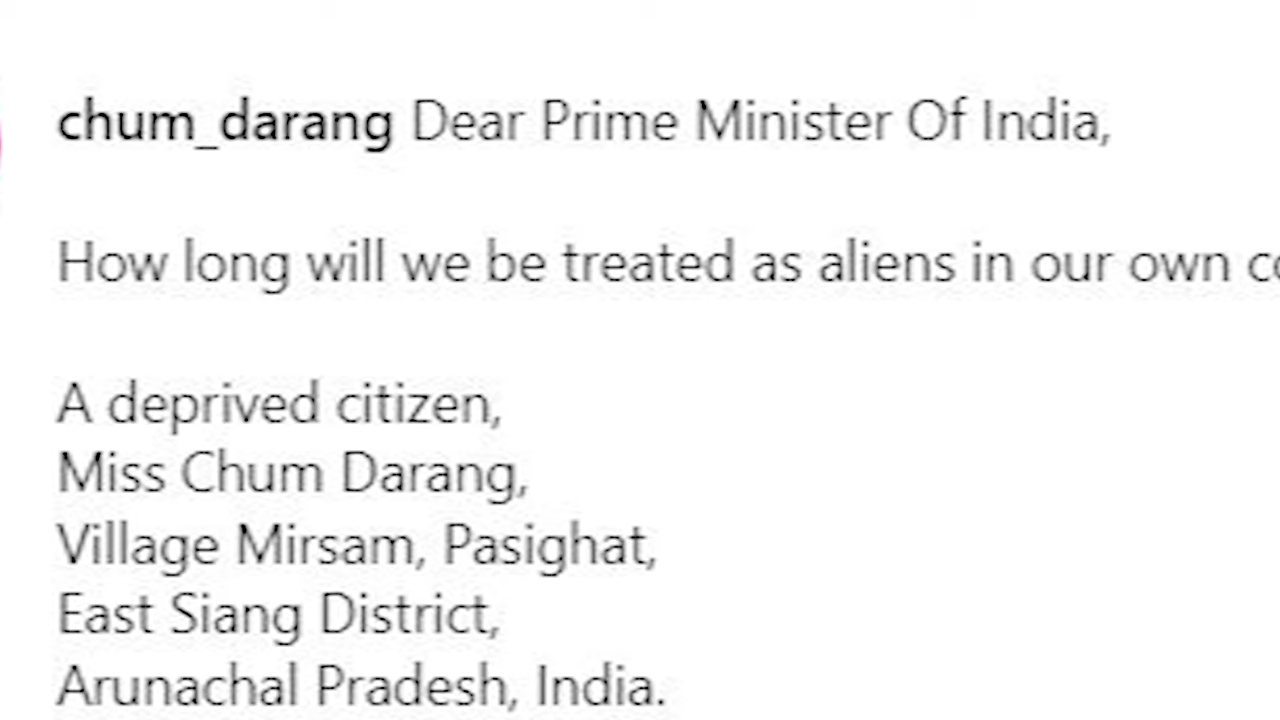 chum_darang Dear Prime Minister Of India,
How long will we be treated as aliens in our own
A deprived citizen,
Miss Chum Darang,
Village Mirsam, Pasighat,
East Siang District,
Arunachal Pradesh, India.